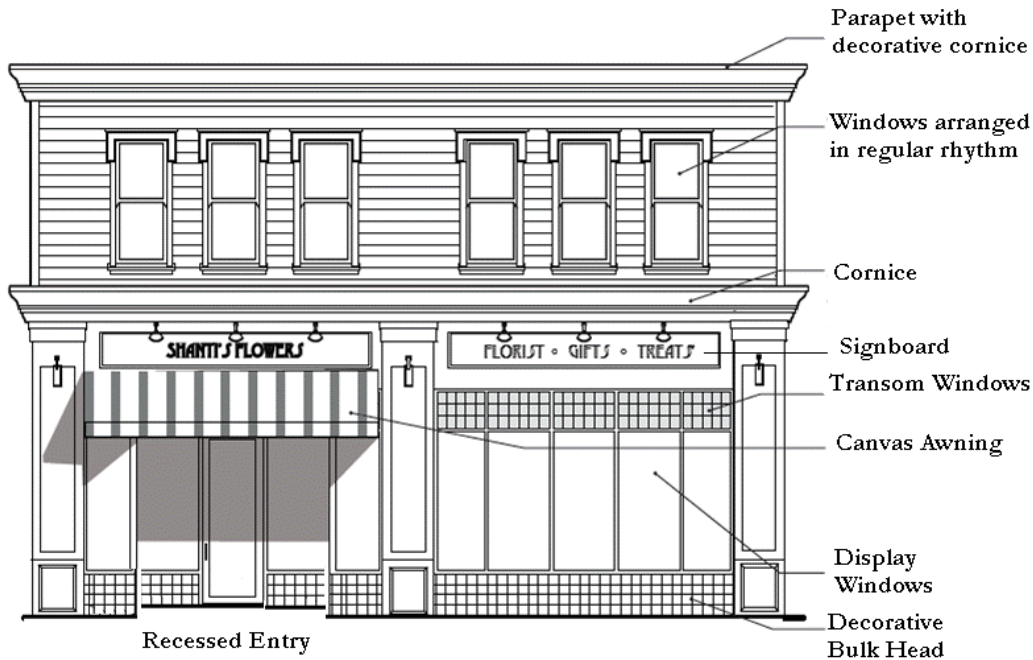 Parapet with
decorative cornice
Windows arranged
in regular rhythm
Cornice
SHANTI'S FLOWERS
FLORIST • GIFTS • TREATS
Signboard
Transom Windows
Canvas Awning
Display
Windows
Decorative
Bulk Head
Recessed Entry